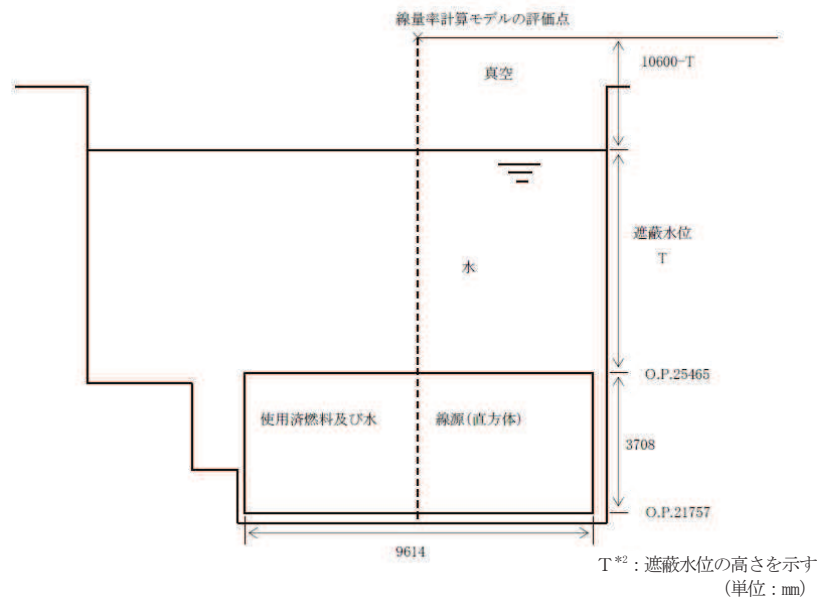 線量率計算モデルの評価点
10600-T
真空
遮蔽水位
T
水
O.P.25465
使用済燃料及び水
線源(直方体)
3708
O.P.21757
9614
T*2:遮蔽水位の高さを示す
(単位:mm)